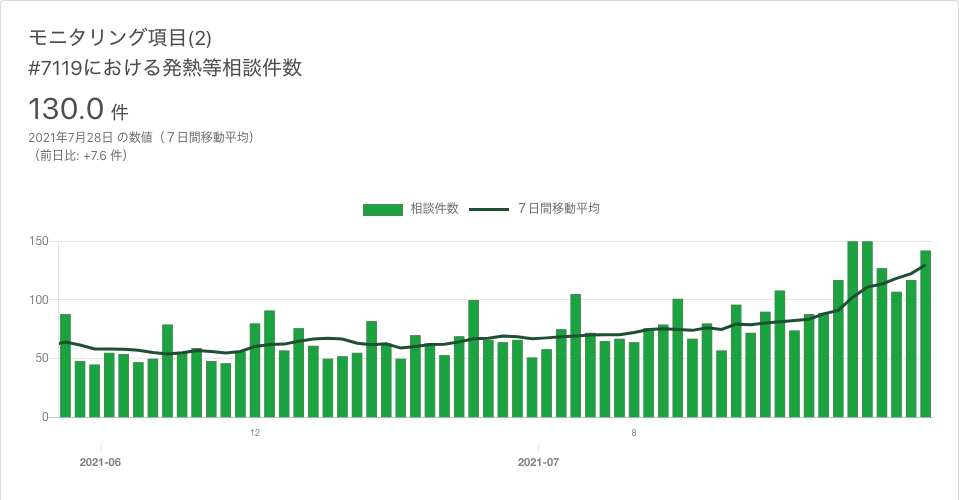 モニタリング項目(2)
#7119における発熱等相談件数
130.0 件
2021年7月28日 の数値（７日間移動平均）
（前日比: +7.6 件）
相談件数 ７日間移動平均
150
100
50
0
12 8
2021-06 2021-07